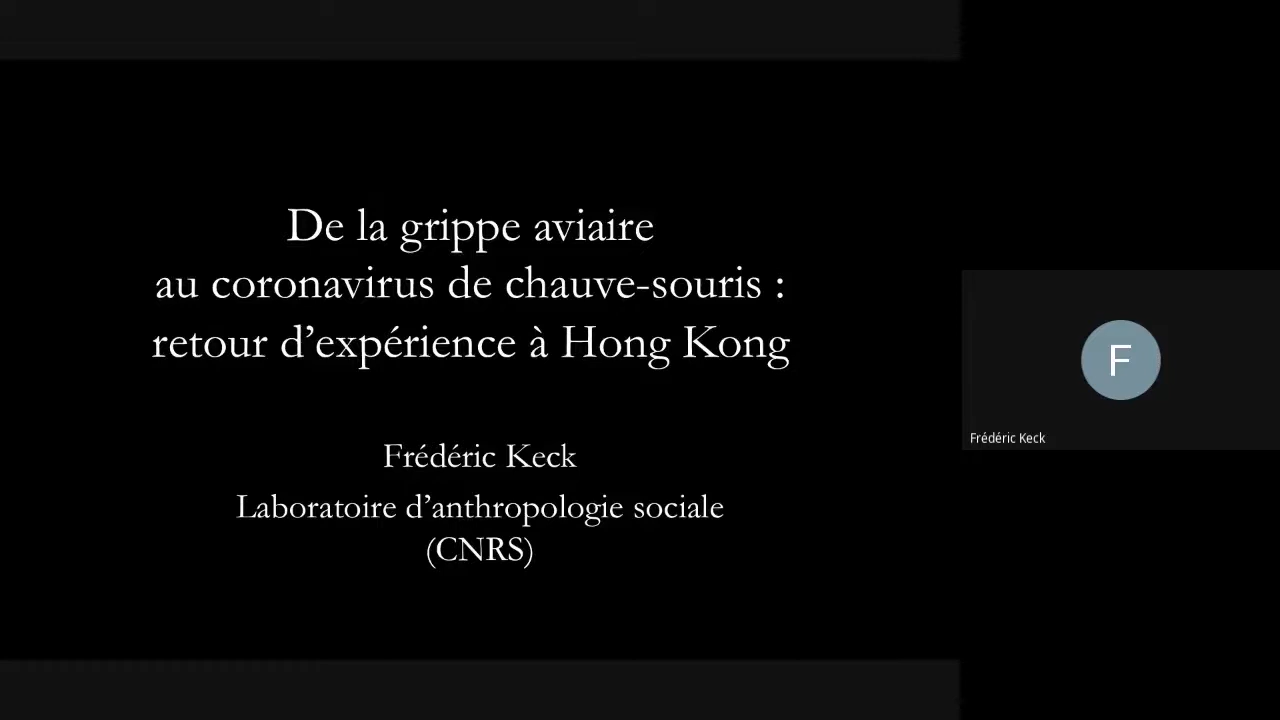 De la grippe aviaire
au coronavirus de chauve-souris :
retour d’expérience à Hong Kong
Frédéric Keck
Laboratoire d’anthropologie sociale
(CNRS)
F
Frédéric Keck